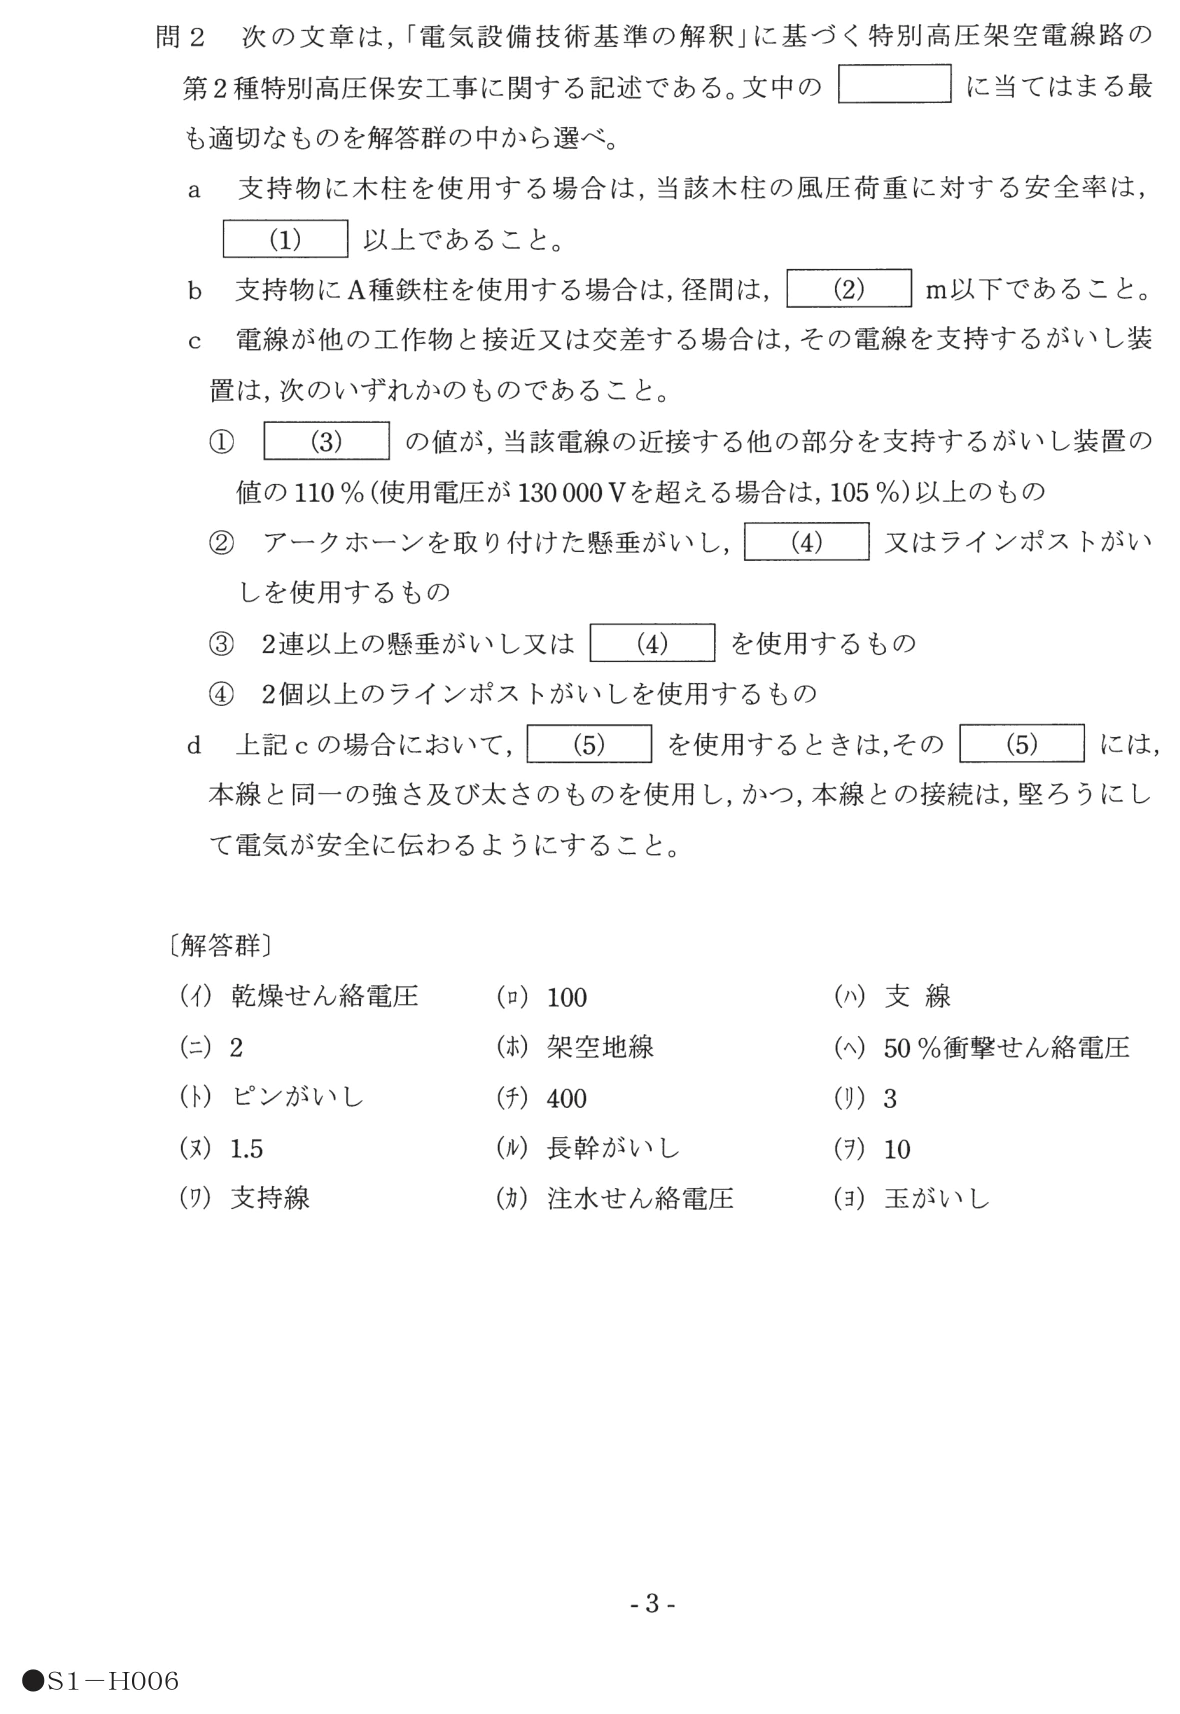 問2 次の文章は,「電気設備技術基準の解釈」に基づく特別高圧架空電線路の
第2種特別高圧保安工事に関する記述である。文中の に当てはまる最
も適切なものを解答群の中から選べ。
a 支持物に木柱を使用する場合は,当該木柱の風圧荷重に対する安全率は,
(1) 以上であること。
b 支持物にA種鉄柱を使用する場合は,径間は, (2) m以下であること。
c 電線が他の工作物と接近又は交差する場合は,その電線を支持するがいし装
置は,次のいずれかのものであること。
① (3) の値が,当該電線の近接する他の部分を支持するがいし装置の
値の110%(使用電圧が130000Vを超える場合は,105%)以上のもの
② アークホーンを取り付けた懸垂がいし, (4) 又はラインポストがい
しを使用するもの
③ 2連以上の懸垂がいし又は (4) を使用するもの
④ 2個以上のラインポストがいしを使用するもの
d 上記cの場合において, (5) を使用するときは,その (5) には,
本線と同一の強さ及び太さのものを使用し,かつ,本線との接続は,堅ろうにし
て電気が安全に伝わるようにすること。
〔解答群〕
(イ) 乾燥せん絡電圧 (ロ) 100 (ハ) 支線
(ニ) 2 (ホ) 架空地線 (ヘ) 50%衝撃せん絡電圧
(ト) ピンがいし (チ) 400 (リ) 3
(ヌ) 1.5 (ル) 長幹がいし (ヲ) 10
(ワ) 支持線 (カ) 注水せん絡電圧 (ヨ) 玉がいし
-3-
●S1-H006